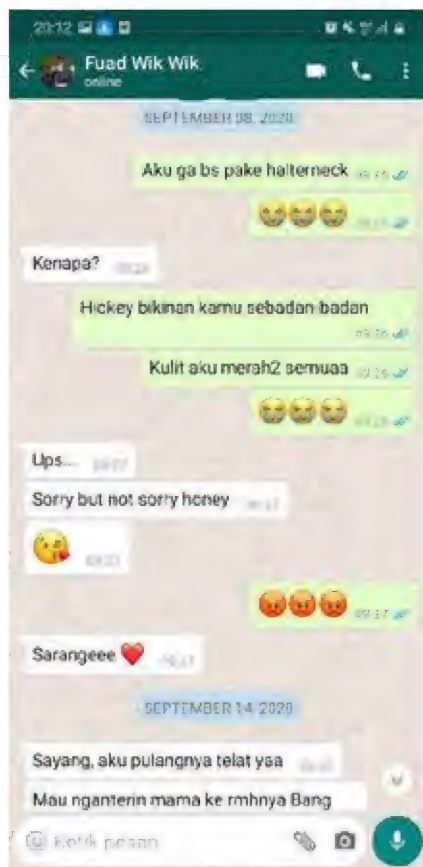 20:12
Fuad Wik Wik
online
SEPTEMBER 08, 2020
Aku ga bs pake halterneck
😭😭😭
Kenapa?
Hickey bikinan kamu sebadan-badan
Kulit aku merah2 semuaa
😭😭😭
Ups...
Sorry but not sorry honey
😘
😡😡😡
Sarangeee ❤️
SEPTEMBER 14, 2020
Sayang, aku pulangnya telat yaa
Mau nganterin mama ke rmhnya Bang
Ketik pesan